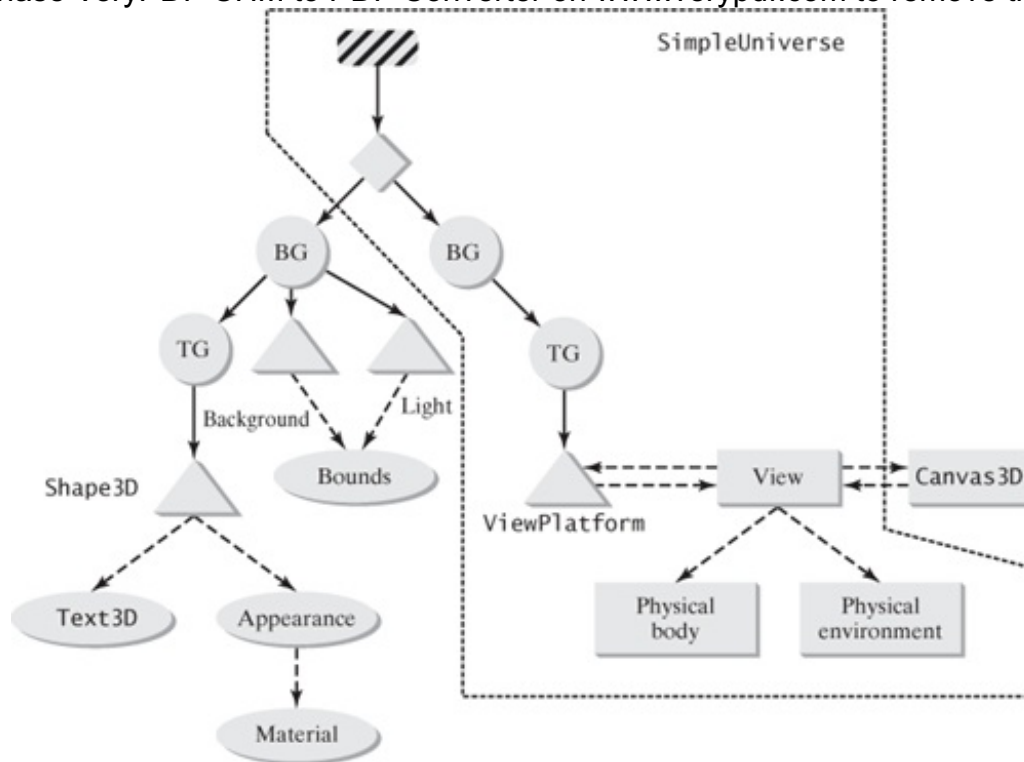 SimpleUniverse
BG
BG
TG
TG
Background
Light
Bounds
Shape3D
View
Canvas3D
ViewPlatform
Text3D
Appearance
Physical
body
Physical
environment
Material